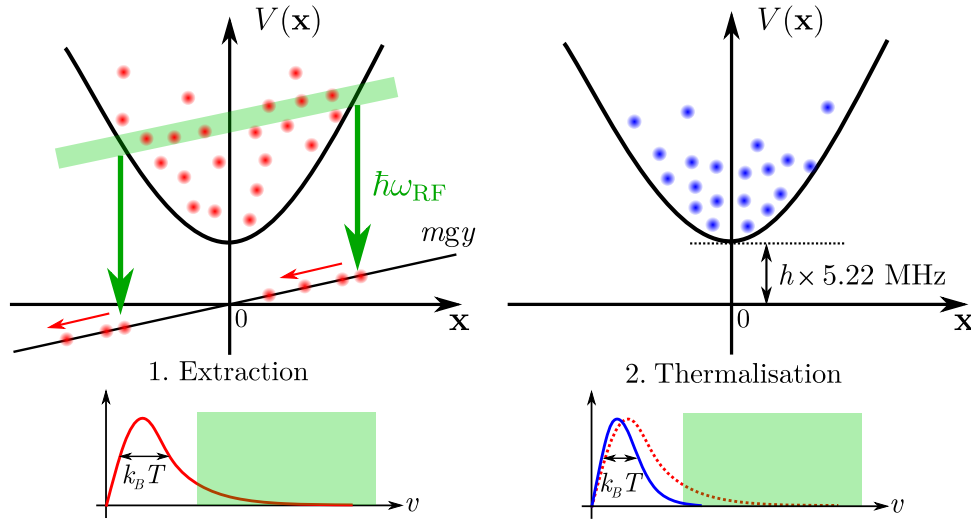 V(x)
V(x)
ħω_RF
mgy
h × 5.22 MHz
0
x
0
x
1. Extraction
2. Thermalisation
k_B T
v
k_B T
v